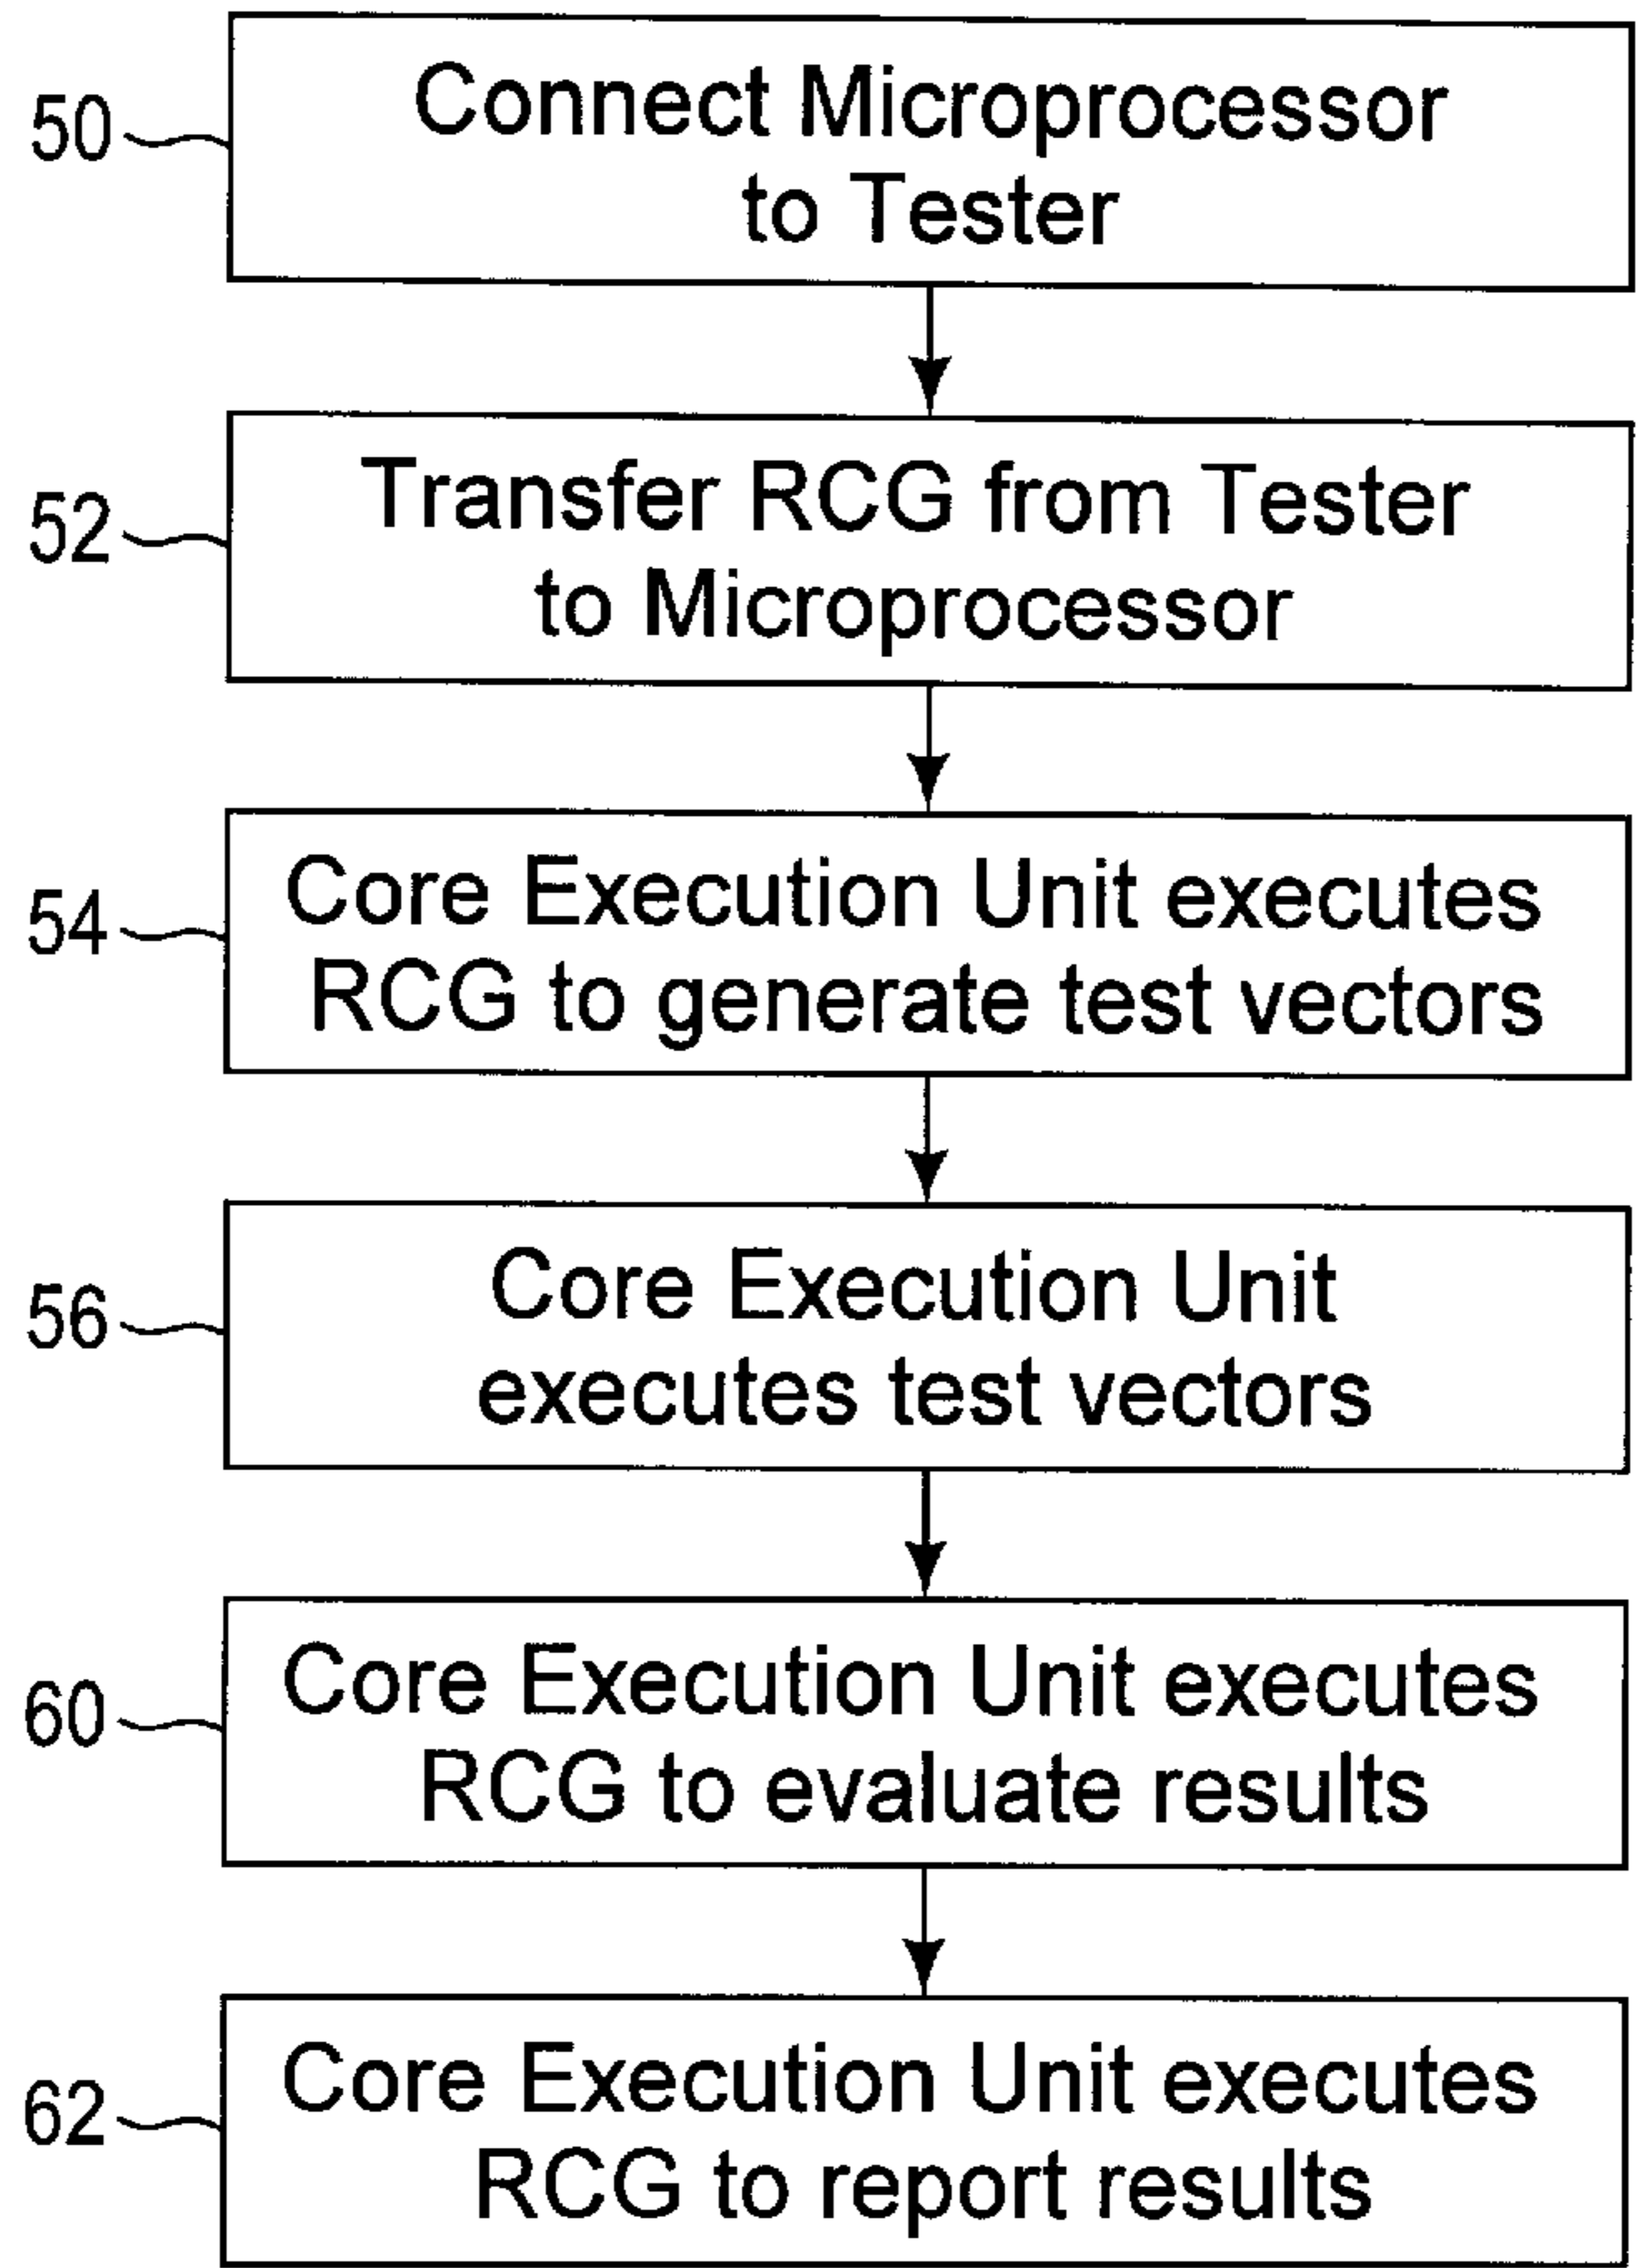 50
Connect Microprocessor
to Tester
52
Transfer RCG from Tester
to Microprocessor
54
Core Execution Unit executes
RCG to generate test vectors
56
Core Execution Unit
executes test vectors
60
Core Execution Unit executes
RCG to evaluate results
62
Core Execution Unit executes
RCG to report results